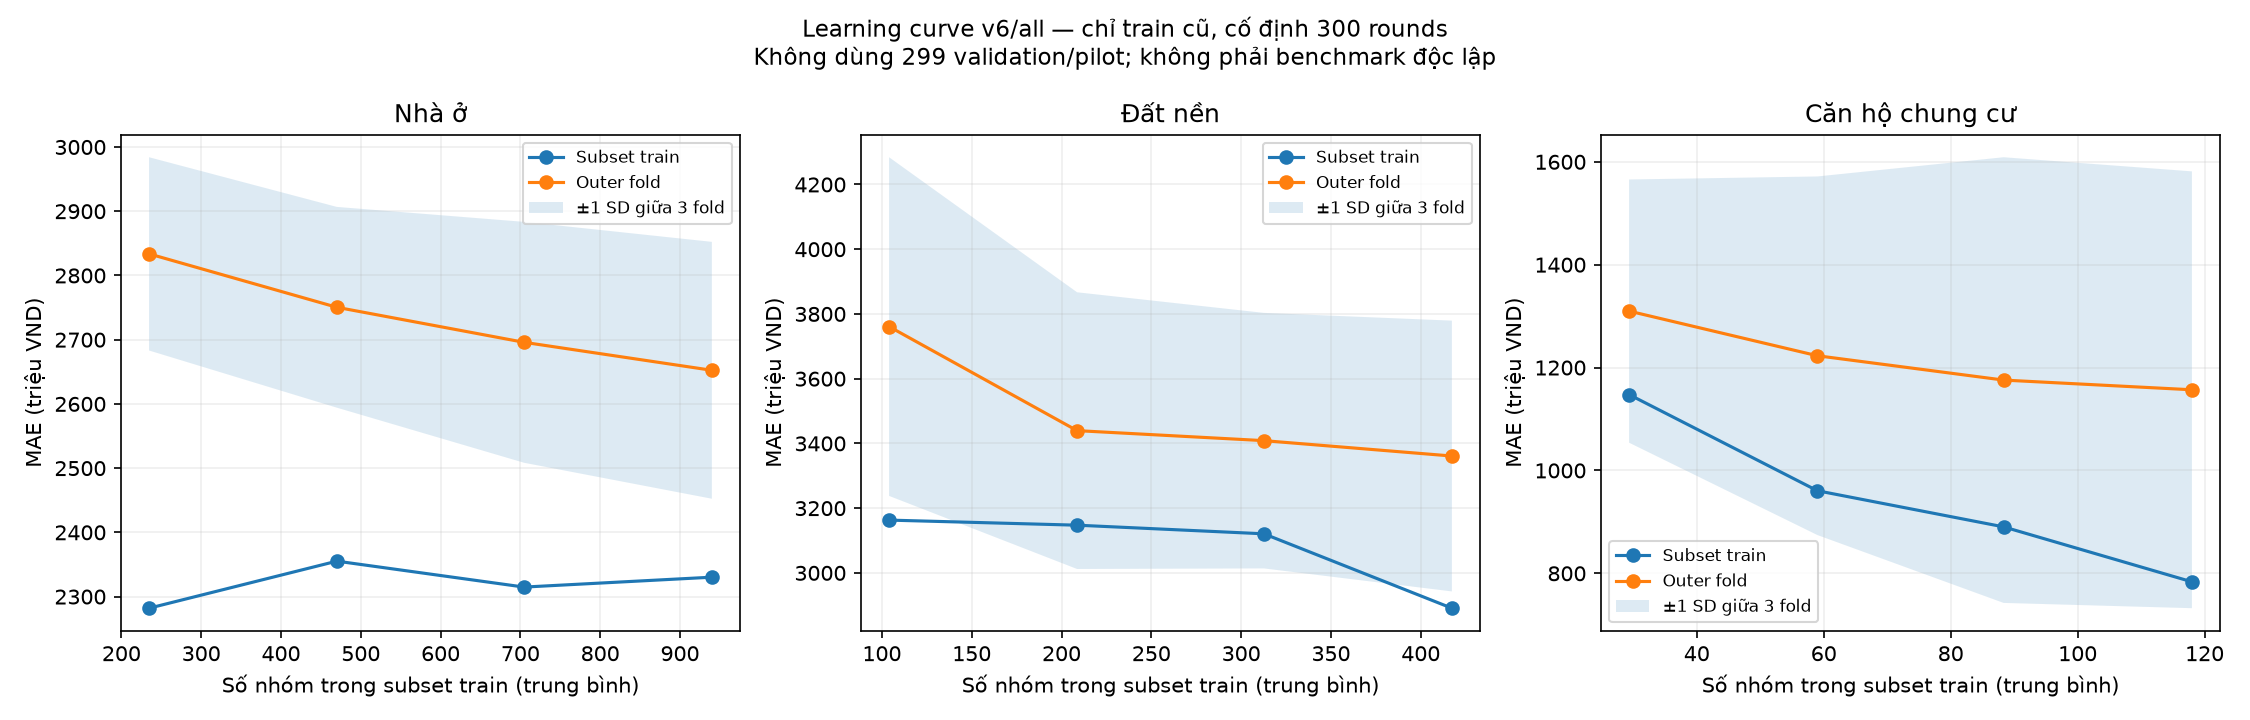 Learning curve v6/all — chỉ train cũ, cố định 300 rounds
Không dùng 299 validation/pilot; không phải benchmark độc lập
Nhà ở
MAE (triệu VND)
3000
2900
2800
2700
2600
2500
2400
2300
Subset train
Outer fold
±1 SD giữa 3 fold
200 300 400 500 600 700 800 900
Số nhóm trong subset train (trung bình)
Đất nền
MAE (triệu VND)
4200
4000
3800
3600
3400
3200
3000
Subset train
Outer fold
±1 SD giữa 3 fold
100 150 200 250 300 350 400
Số nhóm trong subset train (trung bình)
Căn hộ chung cư
MAE (triệu VND)
1600
1400
1200
1000
800
Subset train
Outer fold
±1 SD giữa 3 fold
40 60 80 100 120
Số nhóm trong subset train (trung bình)